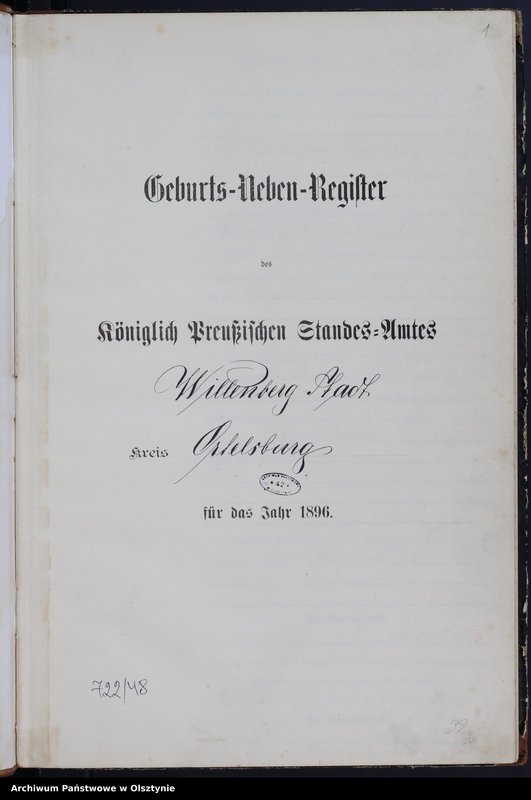 1
Geburts-Neben-Register
des
Königlich Preußischen Standes-Amtes
Willenberg Stadt
Kreis Ortelsburg
42
für das Jahr 1896.
722/48
39
Archiwum Państwowe w Olsztynie